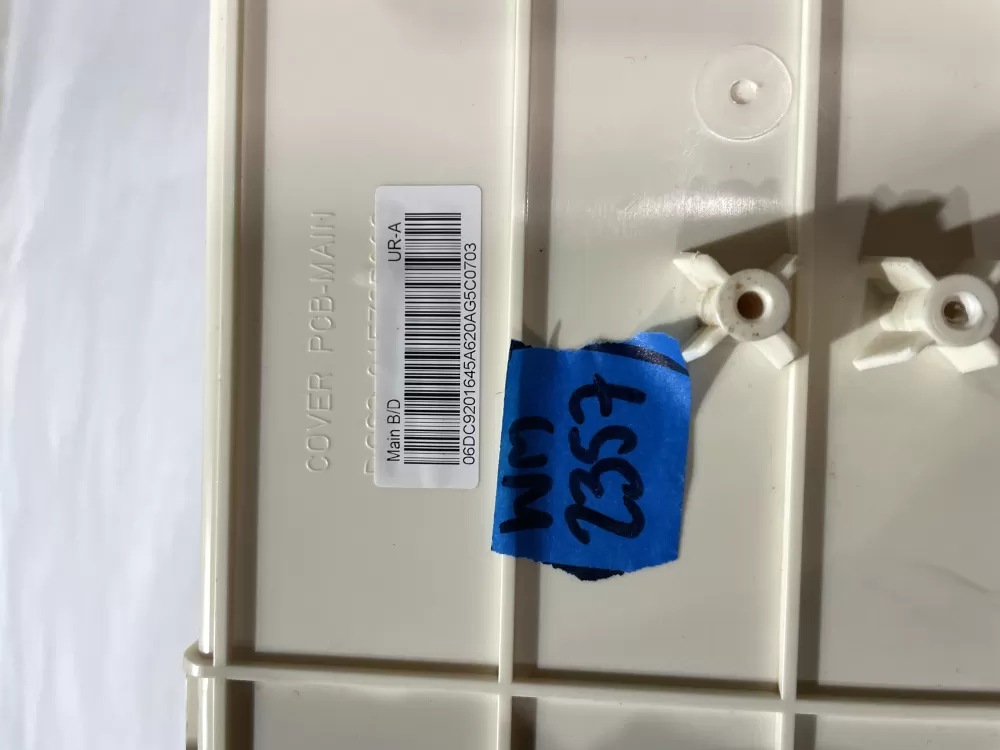 COVER PCB-MAIN
Main B/D UR-A
06DC9201645A620AG5C0703
WM
2357